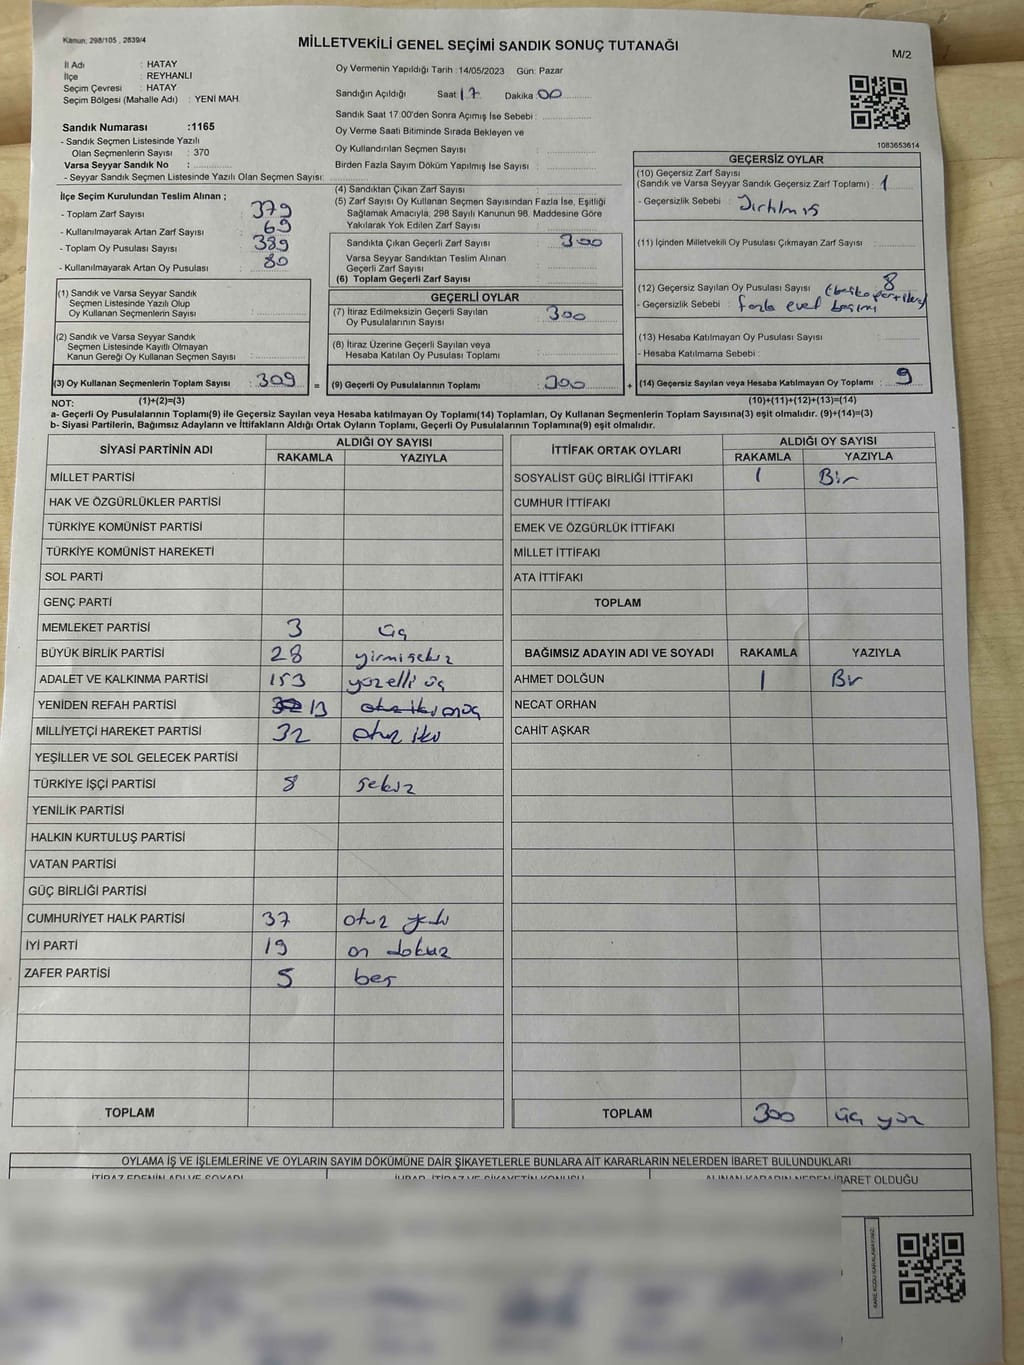 Kanun: 298/105 , 2839/4
MİLLETVEKİLİ GENEL SEÇİMİ SANDIK SONUÇ TUTANAĞI
M/2
İl Adı : HATAY
İlçe : REYHANLI
Seçim Çevresi : HATAY
Seçim Bölgesi (Mahalle Adı) : YENİ MAH.
Sandık Numarası :1165
- Sandık Seçmen Listesinde Yazılı
Olan Seçmenlerin Sayısı : 370
Varsa Seyyar Sandık No :
- Seyyar Sandık Seçmen Listesinde Yazılı Olan Seçmen Sayısı:
Oy Vermenin Yapıldığı Tarih :14/05/2023 Gün: Pazar
Sandığın Açıldığı Saat 17 Dakika :00
Sandık Saat 17:00'den Sonra Açımış İse Sebebi :
Oy Verme Saati Bitiminde Sırada Bekleyen ve
Oy Kullandırılan Seçmen Sayısı :
Birden Fazla Sayım Döküm Yapılmış İse Sayısı :
1083653614
İlçe Seçim Kurulundan Teslim Alınan ;
- Toplam Zarf Sayısı : 379
- Kullanılmayarak Artan Zarf Sayısı : 69
- Toplam Oy Pusulası Sayısı : 389
- Kullanılmayarak Artan Oy Pusulası : 80
(1) Sandık ve Varsa Seyyar Sandık
Seçmen Listesinde Yazılı Olup
Oy Kullanan Seçmenlerin Sayısı :
(2) Sandık ve Varsa Seyyar Sandık
Seçmen Listesinde Kayıtlı Olmayan
Kanun Gereği Oy Kullanan Seçmen Sayısı :
(3) Oy Kullanan Seçmenlerin Toplam Sayısı : 309 =
(4) Sandıktan Çıkan Zarf Sayısı :
(5) Zarf Sayısı Oy Kullanan Seçmen Sayısından Fazla İse, Eşitliği
Sağlamak Amacıyla; 298 Sayılı Kanunun 98. Maddesine Göre
Yakılarak Yok Edilen Zarf Sayısı :
Sandıkta Çıkan Geçerli Zarf Sayısı : 300
Varsa Seyyar Sandıktan Teslim Alınan
Geçerli Zarf Sayısı :
(6) Toplam Geçerli Zarf Sayısı :
GEÇERLİ OYLAR
(7) İtiraz Edilmeksizin Geçerli Sayılan
Oy Pusulalarının Sayısı : 300
(8) İtiraz Üzerine Geçerli Sayılan veya
Hesaba Katılan Oy Pusulası Toplamı :
(9) Geçerli Oy Pusulalarının Toplamı : 300 +
GEÇERSİZ OYLAR
(10) Geçersiz Zarf Sayısı
(Sandık ve Varsa Seyyar Sandık Geçersiz Zarf Toplamı) : 1
- Geçersizlik Sebebi :
(11) İçinden Milletvekili Oy Pusulası Çıkmayan Zarf Sayısı :
(12) Geçersiz Sayılan Oy Pusulası Sayısı : 8
- Geçersizlik Sebebi : fazla evet
(13) Hesaba Katılmayan Oy Pusulası Sayısı :
- Hesaba Katılmama Sebebi :
(14) Geçersiz Sayılan veya Hesaba Katılmayan Oy Toplamı : 9
NOT: (1)+(2)=(3) (10)+(11)+(12)+(13)=(14)
a- Geçerli Oy Pusulalarının Toplamı(9) ile Geçersiz Sayılan veya Hesaba katılmayan Oy Toplamı(14) Toplamları, Oy Kullanan Seçmenlerin Toplam Sayısına(3) eşit olmalıdır. (9)+(14)=(3)
b- Siyasi Partilerin, Bağımsız Adayların ve İttifakların Aldığı Ortak Oyların Toplamı, Geçerli Oy Pusulalarının Toplamına(9) eşit olmalıdır.
SİYASİ PARTİNİN ADI ALDIĞI OY SAYISI
RAKAMLA YAZIYLA
MİLLET PARTİSİ
HAK VE ÖZGÜRLÜKLER PARTİSİ
TÜRKİYE KOMÜNİST PARTİSİ
TÜRKİYE KOMÜNİST HAREKETİ
SOL PARTİ
GENÇ PARTİ
MEMLEKET PARTİSİ 3 üç
BÜYÜK BİRLİK PARTİSİ 28 yirmisekiz
ADALET VE KALKINMA PARTİSİ 153 yüzelli üç
YENİDEN REFAH PARTİSİ 32 13 otuz iki onüç
MİLLİYETÇİ HAREKET PARTİSİ 32 otuz iki
YEŞİLLER VE SOL GELECEK PARTİSİ
TÜRKİYE İŞÇİ PARTİSİ 8 sekiz
YENİLİK PARTİSİ
HALKIN KURTULUŞ PARTİSİ
VATAN PARTİSİ
GÜÇ BİRLİĞİ PARTİSİ
CUMHURİYET HALK PARTİSİ 37 otuz yedi
İYİ PARTİ 19 on dokuz
ZAFER PARTİSİ 5 beş
TOPLAM
İTTİFAK ORTAK OYLARI ALDIĞI OY SAYISI
RAKAMLA YAZIYLA
SOSYALİST GÜÇ BİRLİĞİ İTTİFAKI 1 Bir
CUMHUR İTTİFAKI
EMEK VE ÖZGÜRLÜK İTTİFAKI
MİLLET İTTİFAKI
ATA İTTİFAKI
TOPLAM
BAĞIMSIZ ADAYIN ADI VE SOYADI RAKAMLA YAZIYLA
AHMET DOLĞUN 1 Bir
NECAT ORHAN
CAHİT AŞKAR
TOPLAM 300 üç yüz
OYLAMA İŞ VE İŞLEMLERİNE VE OYLARIN SAYIM DÖKÜMÜNE DAİR ŞİKAYETLERLE BUNLARA AİT KARARLARIN NELERDEN İBARET BULUNDUKLARI
İTİRAZ EDENİN ADI VE SOYADI İHBAR, İTİRAZ VE ŞİKAYETİN KONUSU ALINAN KARARIN NEDEN İBARET OLDUĞU